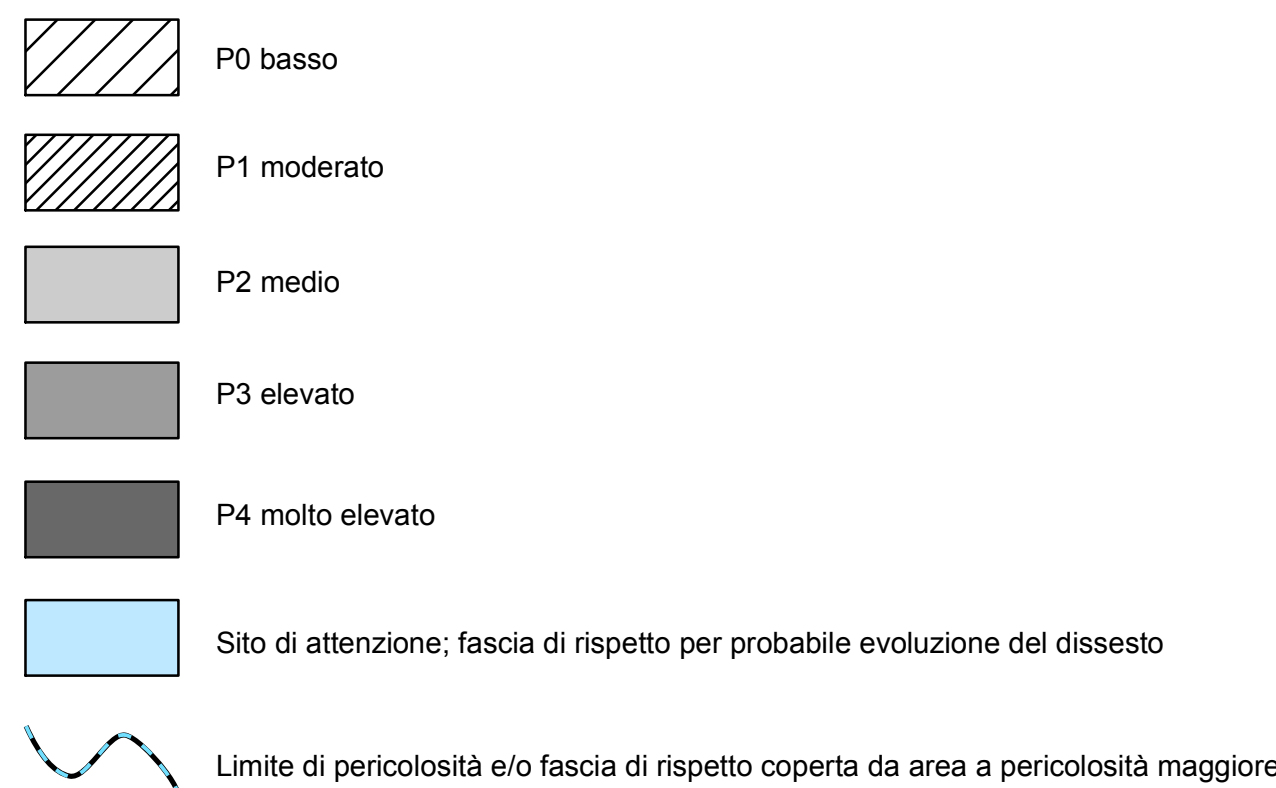 P0 basso
P1 moderato
P2 medio
P3 elevato
P4 molto elevato
Sito di attenzione; fascia di rispetto per probabile evoluzione del dissesto
Limite di pericolosità e/o fascia di rispetto coperta da area a pericolosità maggiore